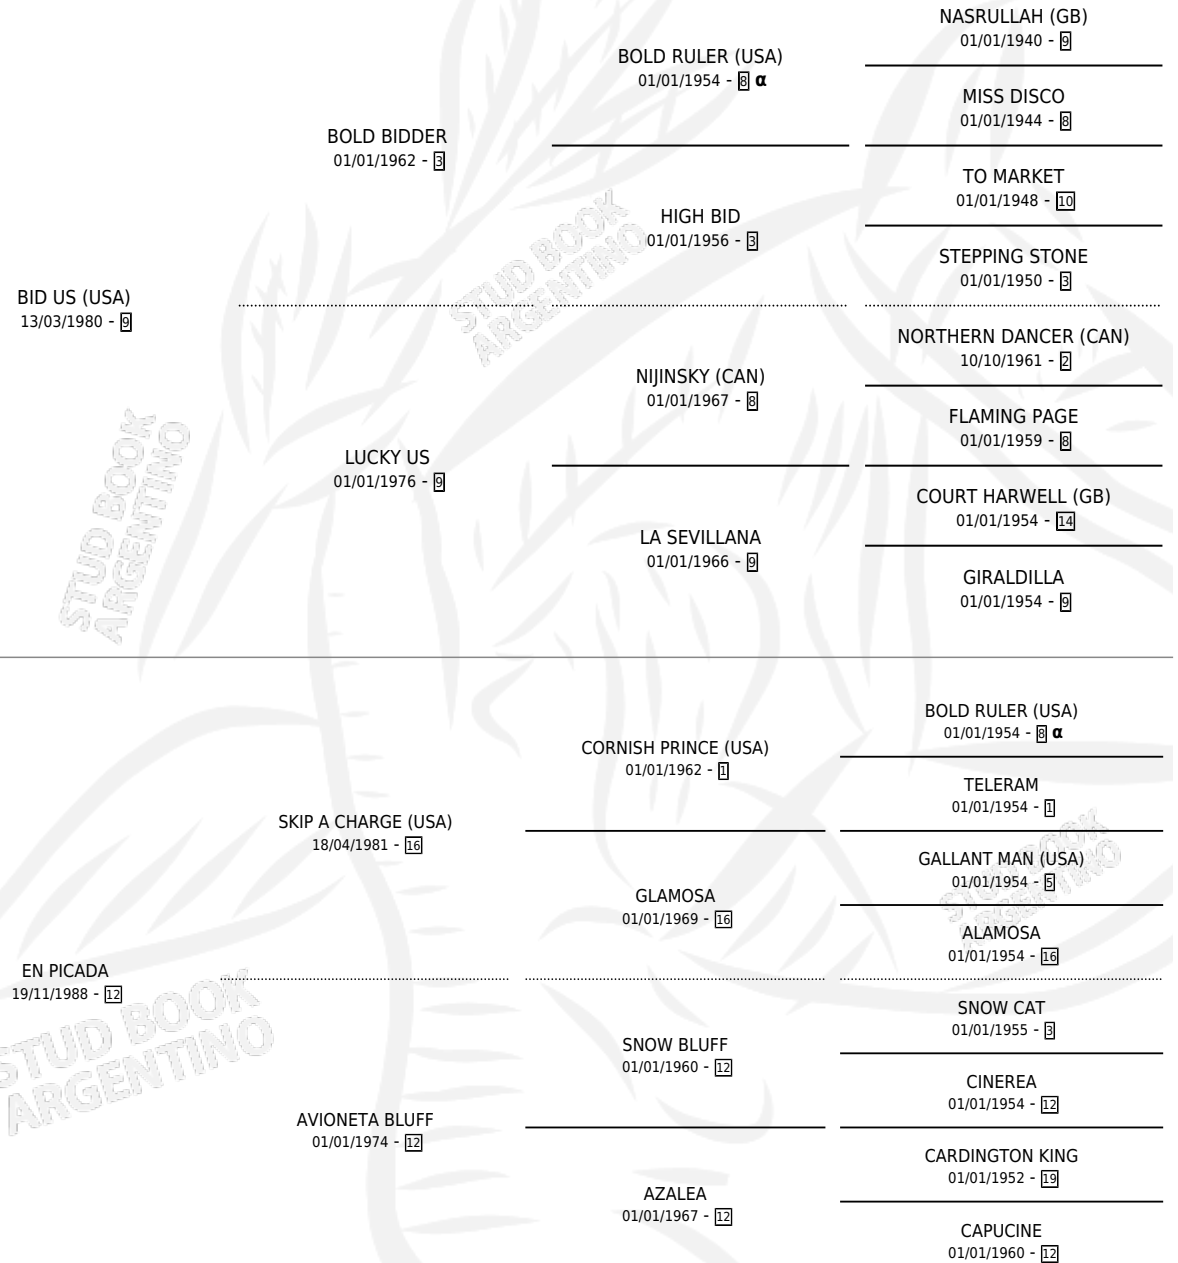 NASRULLAH (GB)
01/01/1940 - 9
BOLD RULER (USA)
01/01/1954 - 8 α
MISS DISCO
01/01/1944 - 8
BOLD BIDDER
01/01/1962 - 3
TO MARKET
01/01/1948 - 10
HIGH BID
01/01/1956 - 3
STEPPING STONE
01/01/1950 - 3
BID US (USA)
13/03/1980 - 9
NORTHERN DANCER (CAN)
10/10/1961 - 2
NIJINSKY (CAN)
01/01/1967 - 8
FLAMING PAGE
01/01/1959 - 8
LUCKY US
01/01/1976 - 9
COURT HARWELL (GB)
01/01/1954 - 14
LA SEVILLANA
01/01/1966 - 9
GIRALDILLA
01/01/1954 - 9
BOLD RULER (USA)
01/01/1954 - 8 α
CORNISH PRINCE (USA)
01/01/1962 - 1
TELERAM
01/01/1954 - 1
SKIP A CHARGE (USA)
18/04/1981 - 16
GALLANT MAN (USA)
01/01/1954 - 5
GLAMOSA
01/01/1969 - 16
ALAMOSA
01/01/1954 - 16
EN PICADA
19/11/1988 - 12
SNOW CAT
01/01/1955 - 3
SNOW BLUFF
01/01/1960 - 12
CINEREA
01/01/1954 - 12
AVIONETA BLUFF
01/01/1974 - 12
CARDINGTON KING
01/01/1952 - 19
AZALEA
01/01/1967 - 12
CAPUCINE
01/01/1960 - 12
STUD BOOK
ARGENTINO
STUD BOOK
ARGENTINO
STUD BOOK
ARGENTINO
STUD BOOK
ARGENTINO